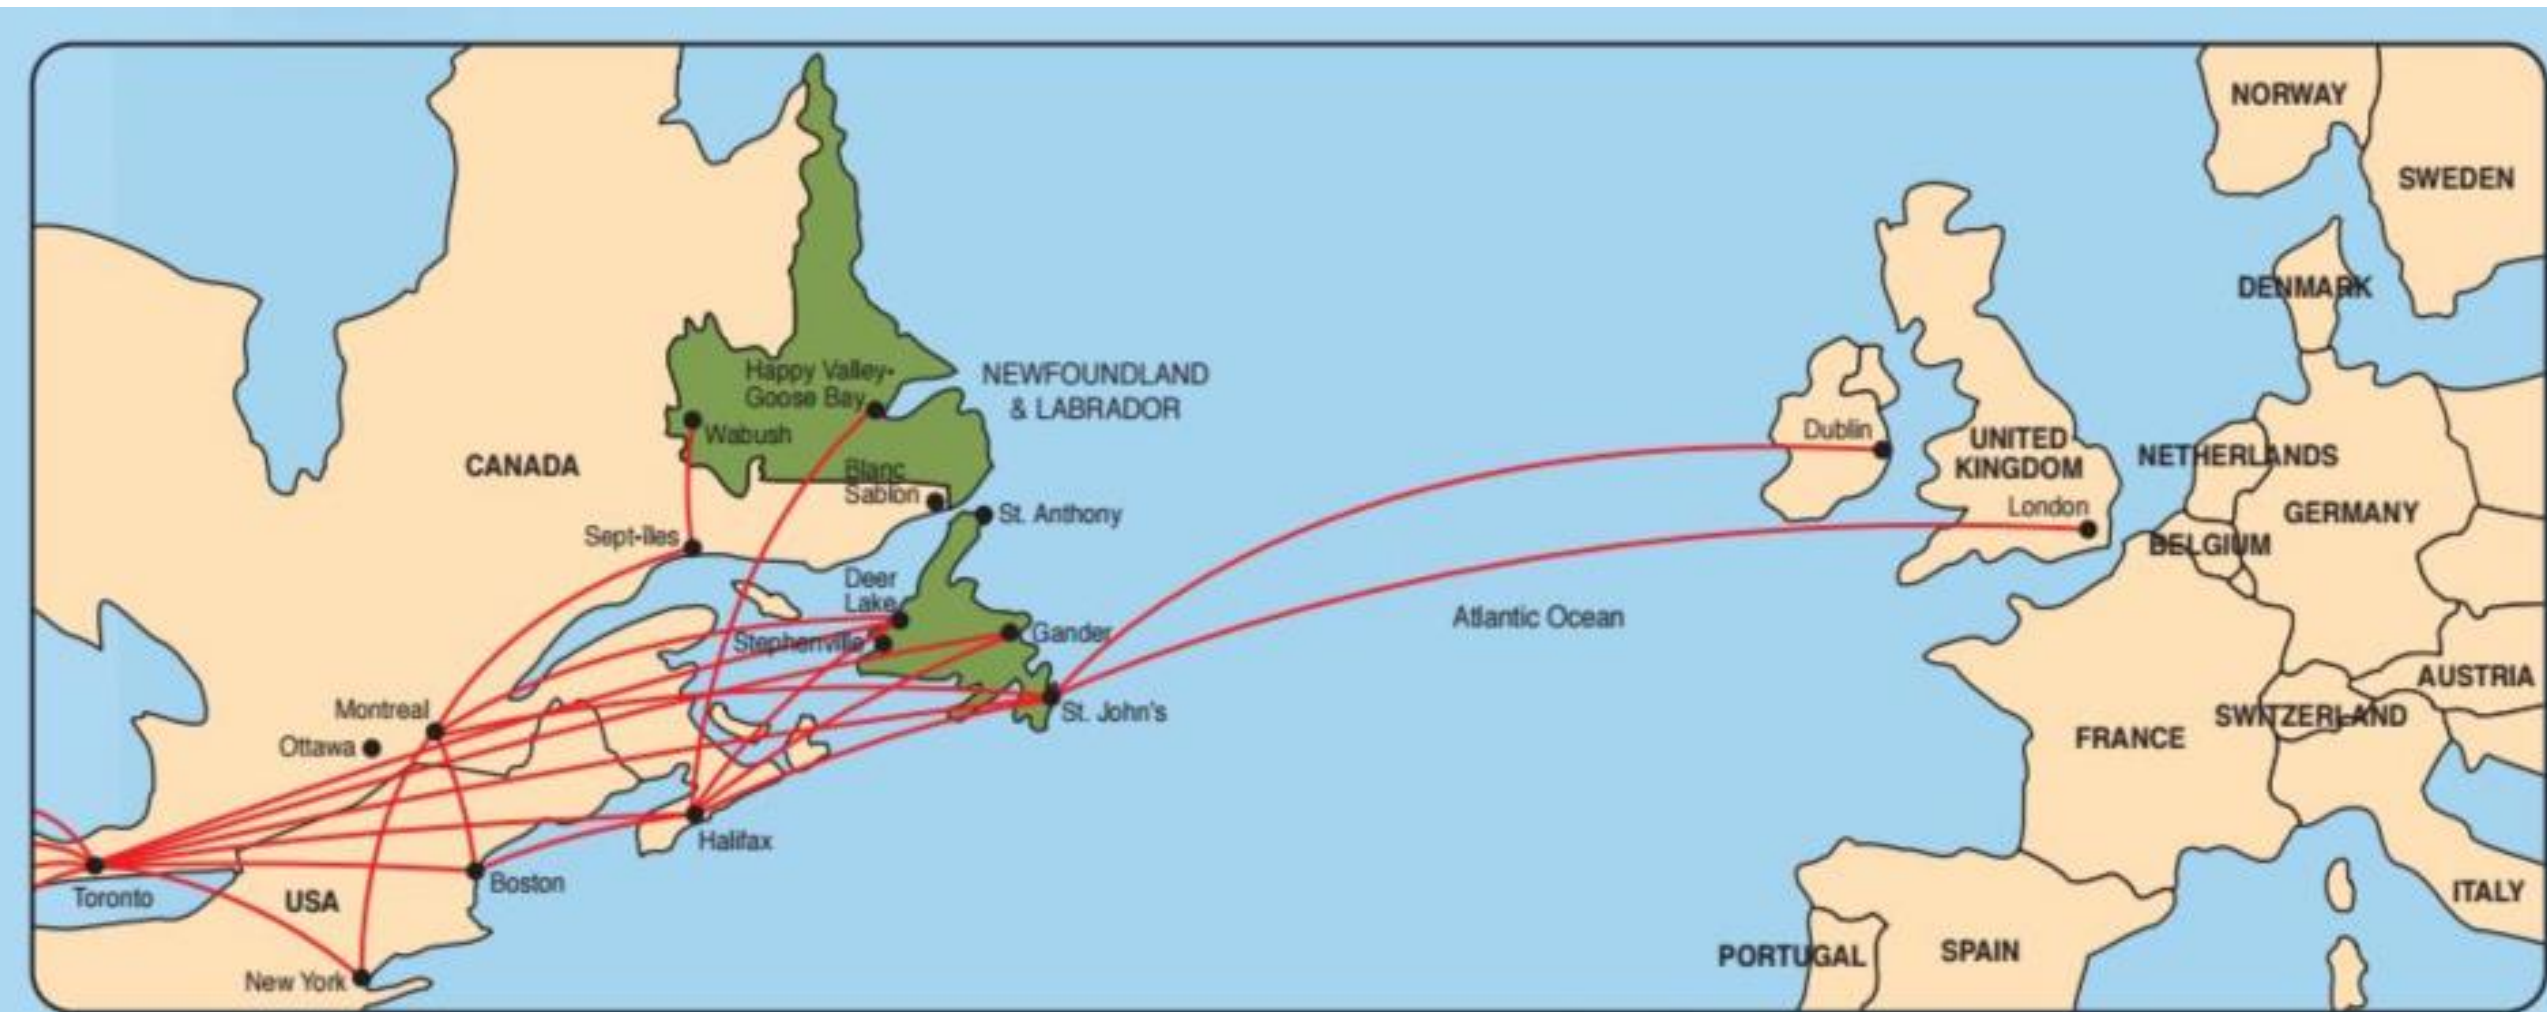 NORWAY
SWEDEN
DENMARK
Happy Valley-
Goose Bay
NEWFOUNDLAND
& LABRADOR
Wabush
Dublin
UNITED
KINGDOM
NETHERLANDS
CANADA
Blanc
Sablon
London
GERMANY
St. Anthony
Sept-Iles
BELGIUM
Deer
Lake
Atlantic Ocean
Stephenville
Gander
AUSTRIA
Montreal
St. John's
SWITZERLAND
Ottawa
FRANCE
Halifax
Boston
Toronto
USA
ITALY
New York
PORTUGAL
SPAIN